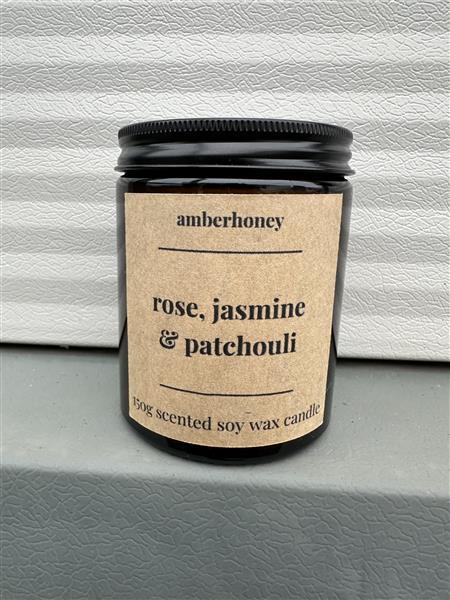 amberhoney
rose, jasmine
& patchouli
150g scented soy wax candle